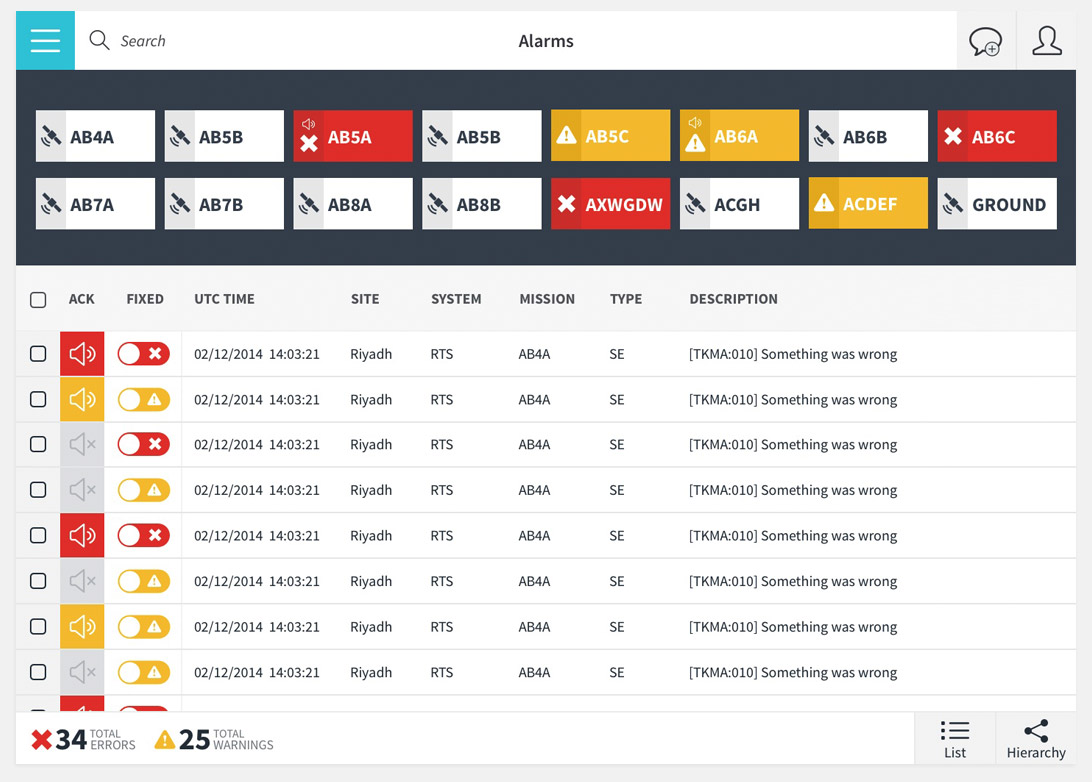 Search
Alarms
AB4A AB5B AB5A AB5B AB5C AB6A AB6B AB6C
AB7A AB7B AB8A AB8B AXWGDW ACGH ACDEF GROUND
ACK FIXED UTC TIME SITE SYSTEM MISSION TYPE DESCRIPTION
02/12/2014 14:03:21 Riyadh RTS AB4A SE [TKMA:010] Something was wrong
02/12/2014 14:03:21 Riyadh RTS AB4A SE [TKMA:010] Something was wrong
02/12/2014 14:03:21 Riyadh RTS AB4A SE [TKMA:010] Something was wrong
02/12/2014 14:03:21 Riyadh RTS AB4A SE [TKMA:010] Something was wrong
02/12/2014 14:03:21 Riyadh RTS AB4A SE [TKMA:010] Something was wrong
02/12/2014 14:03:21 Riyadh RTS AB4A SE [TKMA:010] Something was wrong
02/12/2014 14:03:21 Riyadh RTS AB4A SE [TKMA:010] Something was wrong
02/12/2014 14:03:21 Riyadh RTS AB4A SE [TKMA:010] Something was wrong
34 TOTAL ERRORS 25 TOTAL WARNINGS
List Hierarchy